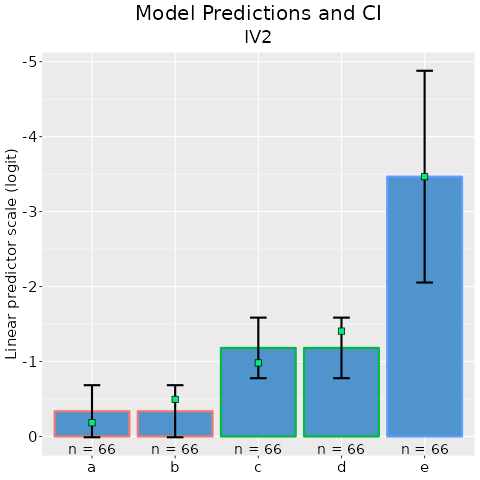 Model Predictions and CI
IV2
Linear predictor scale (logit)
-5
-4
-3
-2
-1
0
n = 66 n = 66 n = 66 n = 66 n = 66
a b c d e